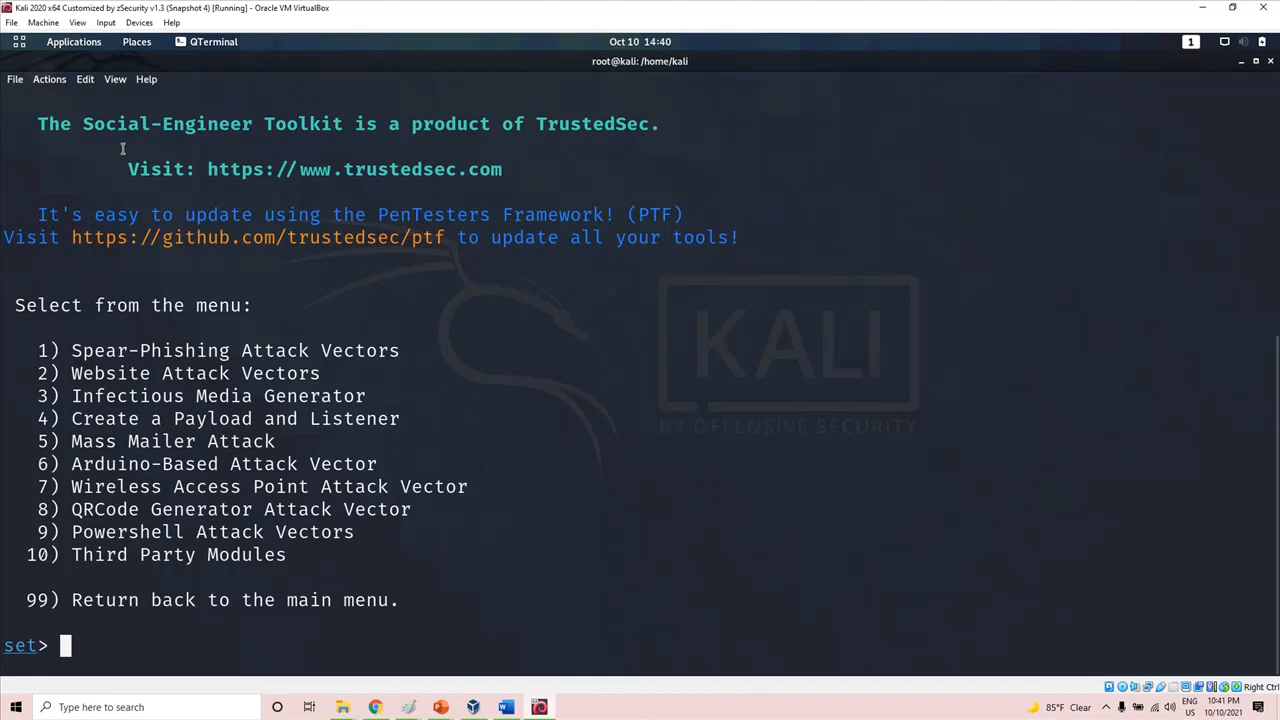 Kali 2020 x64 Customized by zSecurity v1.3 (Snapshot 4) [Running] - Oracle VM VirtualBox
File Machine View Input Devices Help
Applications Places QTerminal Oct 10 14:40 1
root@kali: /home/kali
File Actions Edit View Help
The Social-Engineer Toolkit is a product of TrustedSec.
Visit: https://www.trustedsec.com
It's easy to update using the PenTesters Framework! (PTF)
Visit https://github.com/trustedsec/ptf to update all your tools!
Select from the menu:
1) Spear-Phishing Attack Vectors
2) Website Attack Vectors
3) Infectious Media Generator
4) Create a Payload and Listener
5) Mass Mailer Attack
6) Arduino-Based Attack Vector
7) Wireless Access Point Attack Vector
8) QRCode Generator Attack Vector
9) Powershell Attack Vectors
10) Third Party Modules
99) Return back to the main menu.
set>
KALI
BY OFFENSIVE SECURITY
Right Ctrl
Type here to search
85°F Clear
ENG
US
10:41 PM
10/10/2021